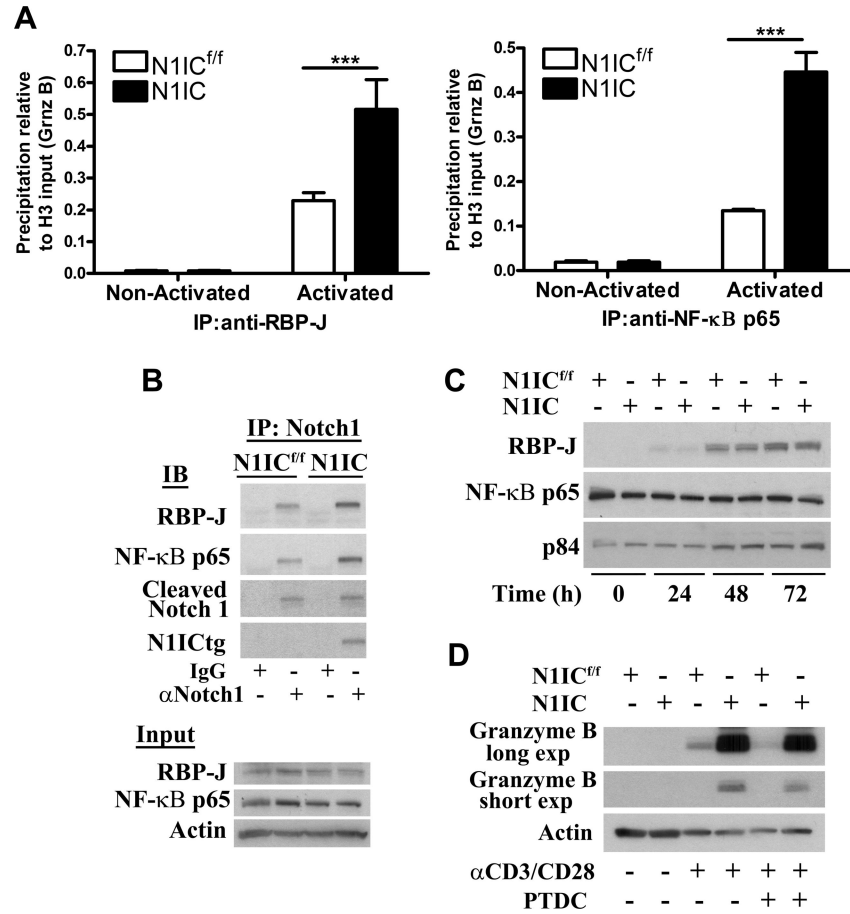 A
Precipitation relative
to H3 input (Grnz B)
0.7
0.6
0.5
0.4
0.3
0.2
0.1
0.0
N1ICf/f
N1IC
***
Non-Activated Activated
IP:anti-RBP-J
Precipitation relative
to H3 input (Grnz B)
0.5
0.4
0.3
0.2
0.1
0.0
N1ICf/f
N1IC
***
Non-Activated Activated
IP:anti-NF-κB p65
B
IP: Notch1
N1ICf/f N1IC
IB
RBP-J
NF-κB p65
Cleaved
Notch 1
N1ICtg
IgG + - + -
αNotch1 - + - +
Input
RBP-J
NF-κB p65
Actin
C
N1ICf/f + - + - + - + -
N1IC - + - + - + - +
RBP-J
NF-κB p65
p84
Time (h) 0 24 48 72
D
N1ICf/f + - + - + -
N1IC - + - + - +
Granzyme B
long exp
Granzyme B
short exp
Actin
αCD3/CD28 - - + + + +
PTDC - - - - + +